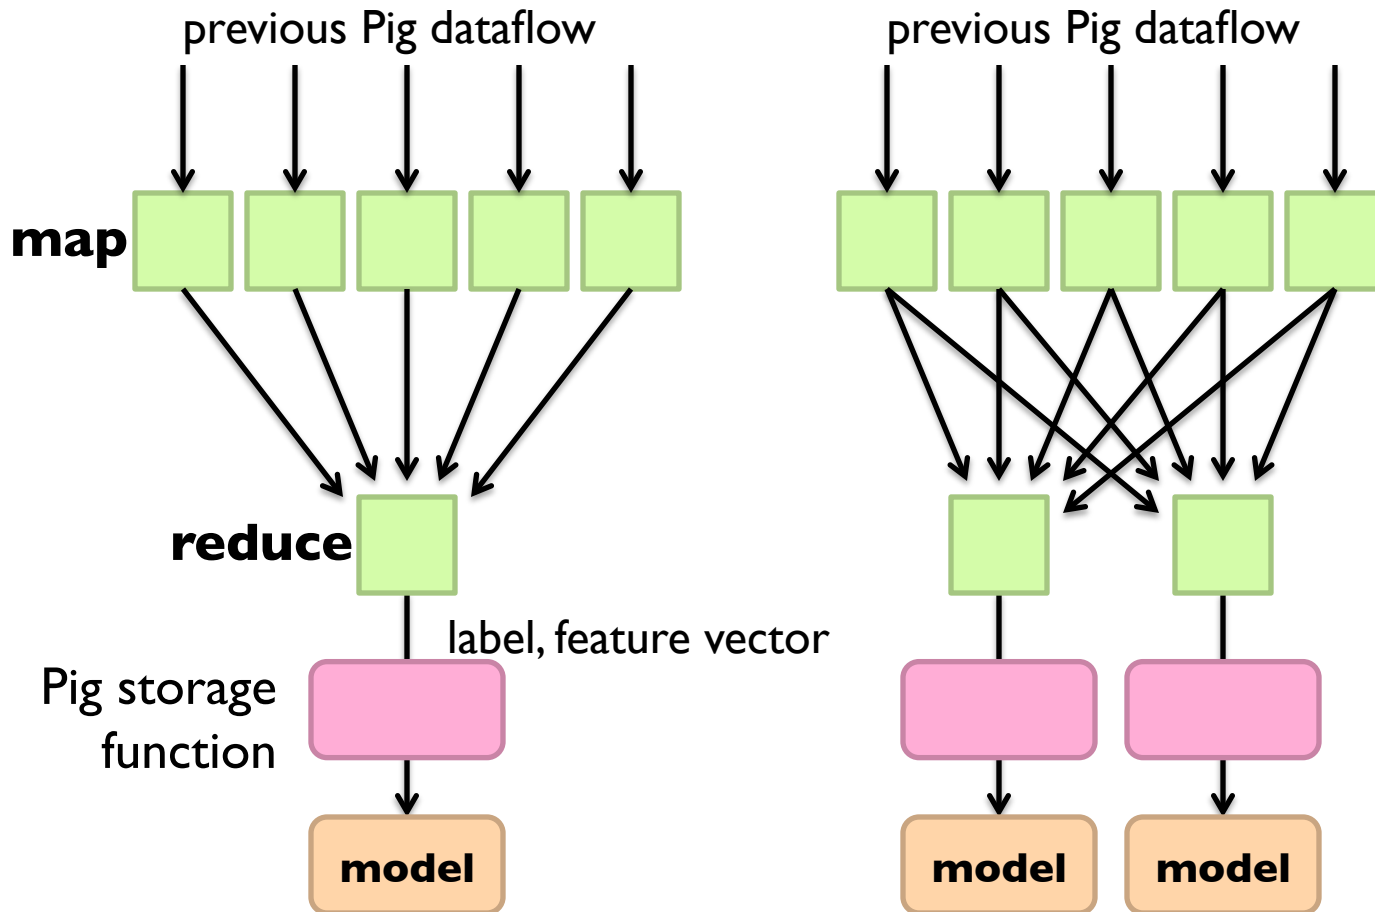 previous Pig dataflow
previous Pig dataflow
map
reduce
label, feature vector
Pig storage
function
model
model
model